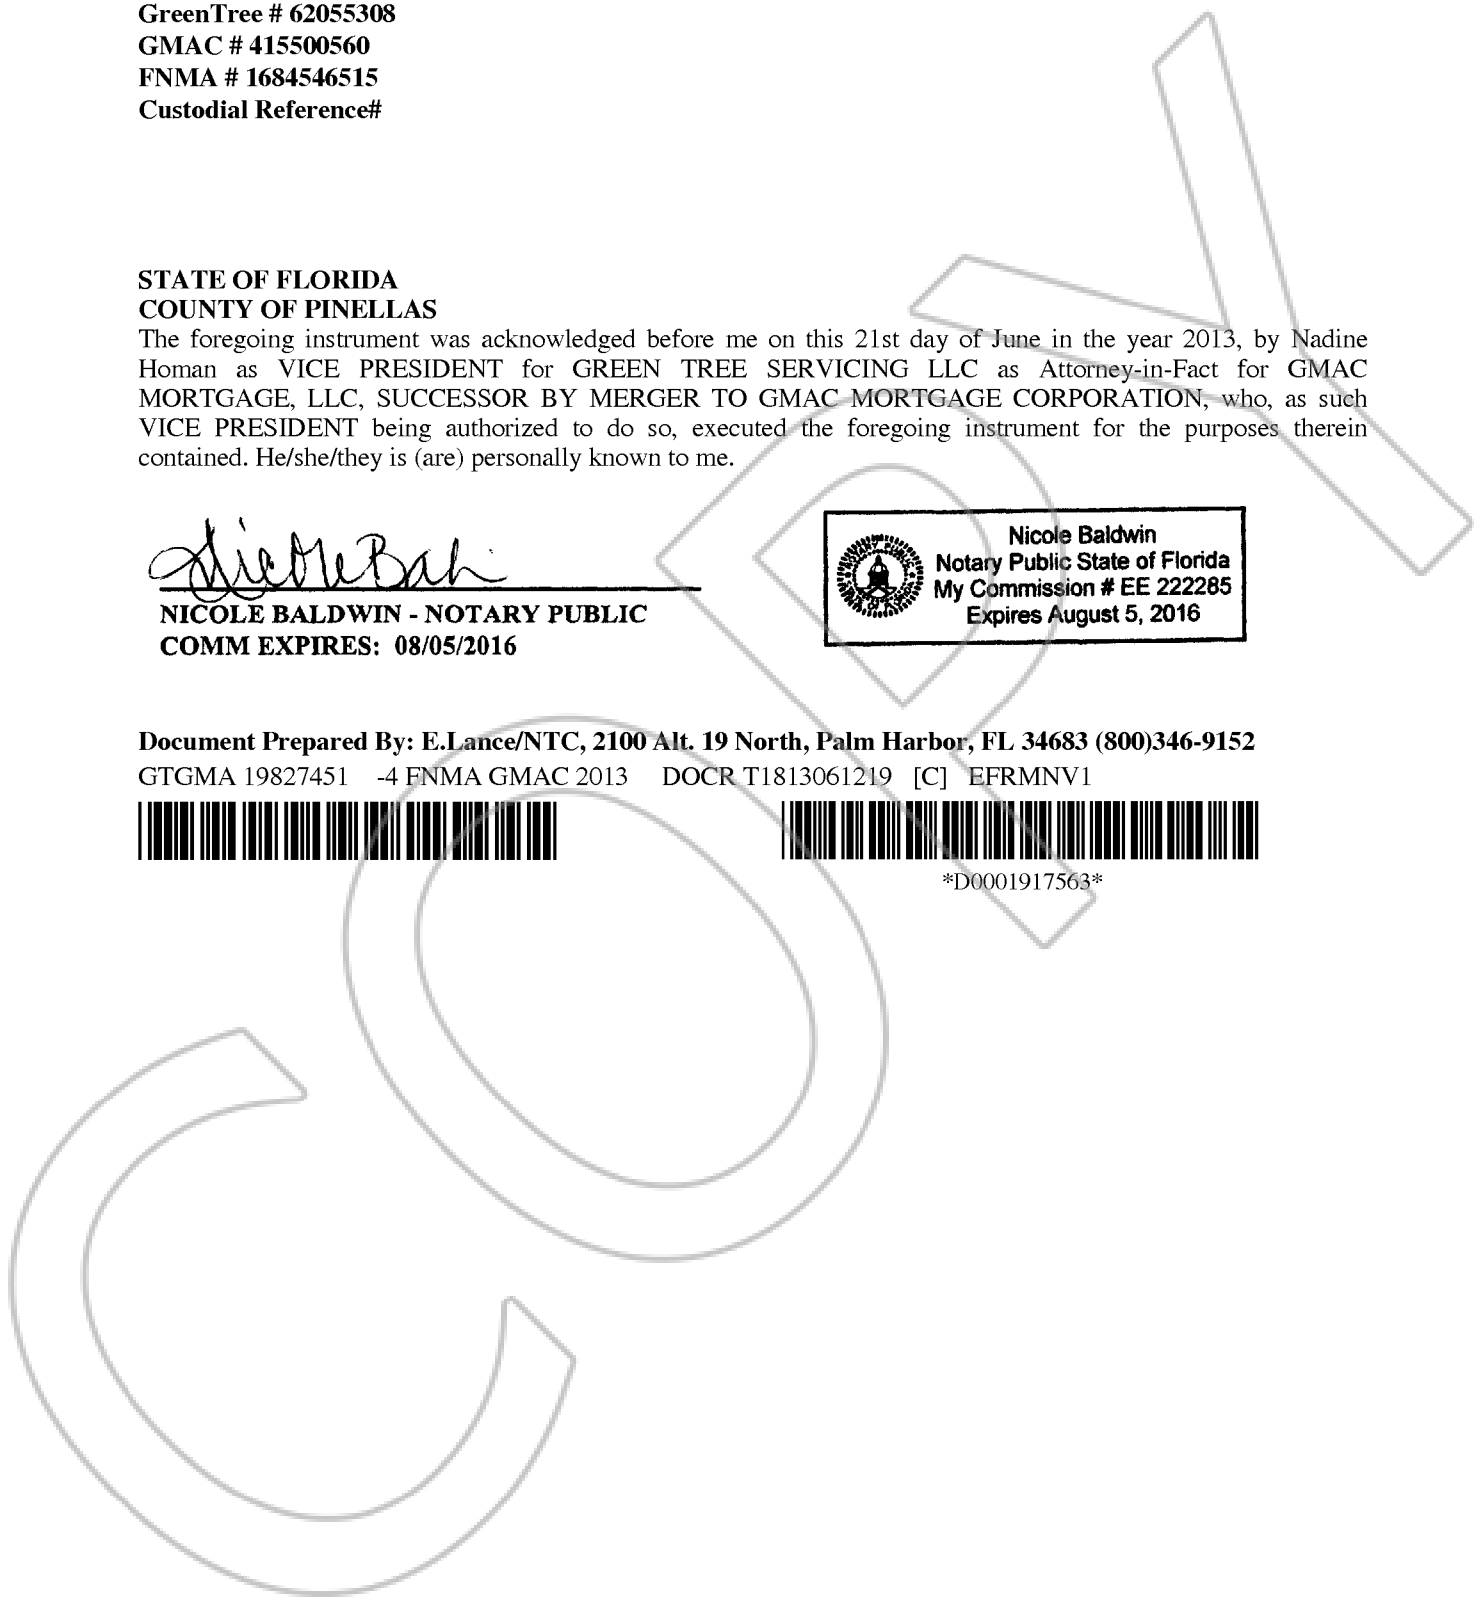 GreenTree # 62055308
GMAC # 415500560
FNMA # 1684546515
Custodial Reference#
STATE OF FLORIDA
COUNTY OF PINELLAS
The foregoing instrument was acknowledged before me on this 21st day of June in the year 2013, by Nadine
Homan as VICE PRESIDENT for GREEN TREE SERVICING LLC as Attorney-in-Fact for GMAC
MORTGAGE, LLC, SUCCESSOR BY MERGER TO GMAC MORTGAGE CORPORATION, who, as such
VICE PRESIDENT being authorized to do so, executed the foregoing instrument for the purposes therein
contained. He/she/they is (are) personally known to me.
NICOLE BALDWIN - NOTARY PUBLIC
COMM EXPIRES: 08/05/2016
Nicole Baldwin
Notary Public State of Florida
My Commission # EE 222285
Expires August 5, 2016
Document Prepared By: E.Lance/NTC, 2100 Alt. 19 North, Palm Harbor, FL 34683 (800)346-9152
GTGMA 19827451 -4 FNMA GMAC 2013 DOCR T1813061219 [C] EFRMNV1
*D0001917563*
COPY